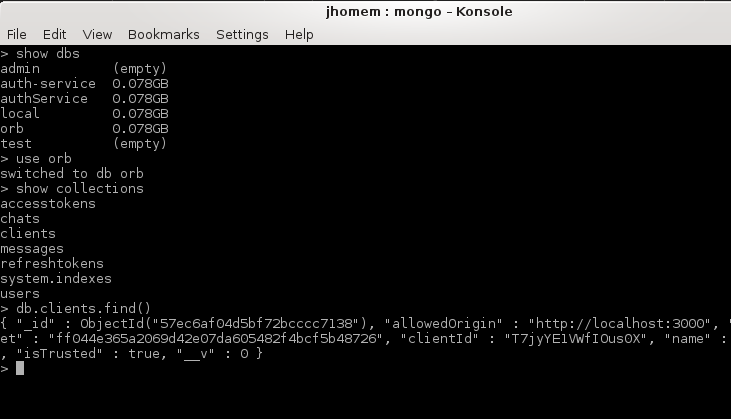 jhomem : mongo – Konsole
File Edit View Bookmarks Settings Help
> show dbs
admin         (empty)
auth-service  0.078GB
authService   0.078GB
local         0.078GB
orb           0.078GB
test          (empty)
> use orb
switched to db orb
> show collections
accesstokens
chats
clients
messages
refreshtokens
system.indexes
users
> db.clients.find()
{ "_id" : ObjectId("57ec6af04d5bf72bcccc7138"), "allowedOrigin" : "http://localhost:3000", "
et" : "ff044e365a2069d42e07da605482f4bcf5b48726", "clientId" : "T7jyYE1VWfIOusOX", "name" :
, "isTrusted" : true, "__v" : 0 }
>